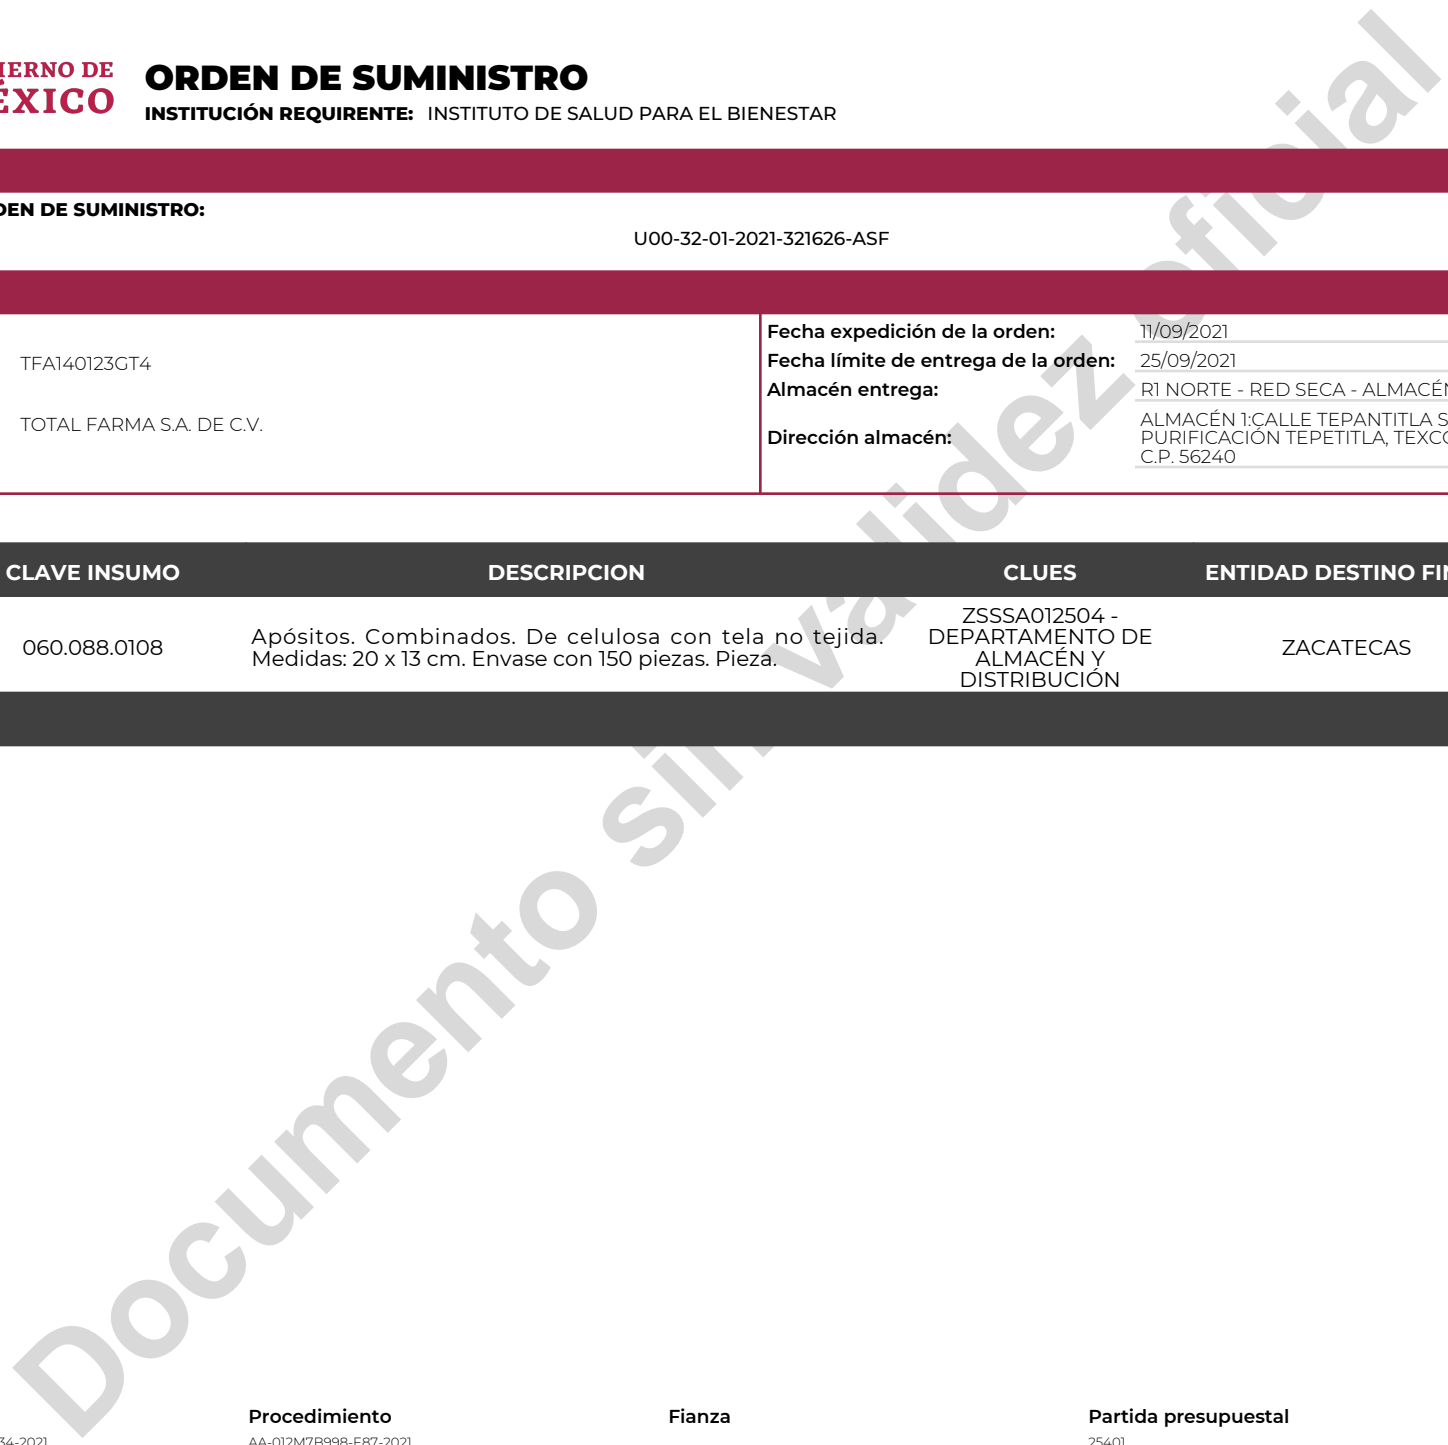 IERNO DE
ÉXICO
ORDEN DE SUMINISTRO
INSTITUCIÓN REQUIRENTE: INSTITUTO DE SALUD PARA EL BIENESTAR
DEN DE SUMINISTRO:
U00-32-01-2021-321626-ASF
TFA140123GT4
TOTAL FARMA S.A. DE C.V.
Fecha expedición de la orden: 11/09/2021
Fecha límite de entrega de la orden: 25/09/2021
Almacén entrega: R1 NORTE - RED SECA - ALMACÉN
Dirección almacén: ALMACÉN 1:CALLE TEPANTITLA S
PURIFICACIÓN TEPETITLA, TEXCO
C.P. 56240
CLAVE INSUMO DESCRIPCION CLUES ENTIDAD DESTINO FIN
060.088.0108
Apósitos. Combinados. De celulosa con tela no tejida.
Medidas: 20 x 13 cm. Envase con 150 piezas. Pieza.
ZSSSA012504 -
DEPARTAMENTO DE
ALMACÉN Y
DISTRIBUCIÓN
ZACATECAS
Documento sin validez oficial
Procedimiento Fianza Partida presupuestal
34-2021 AA-012M7B998-E87-2021 25401